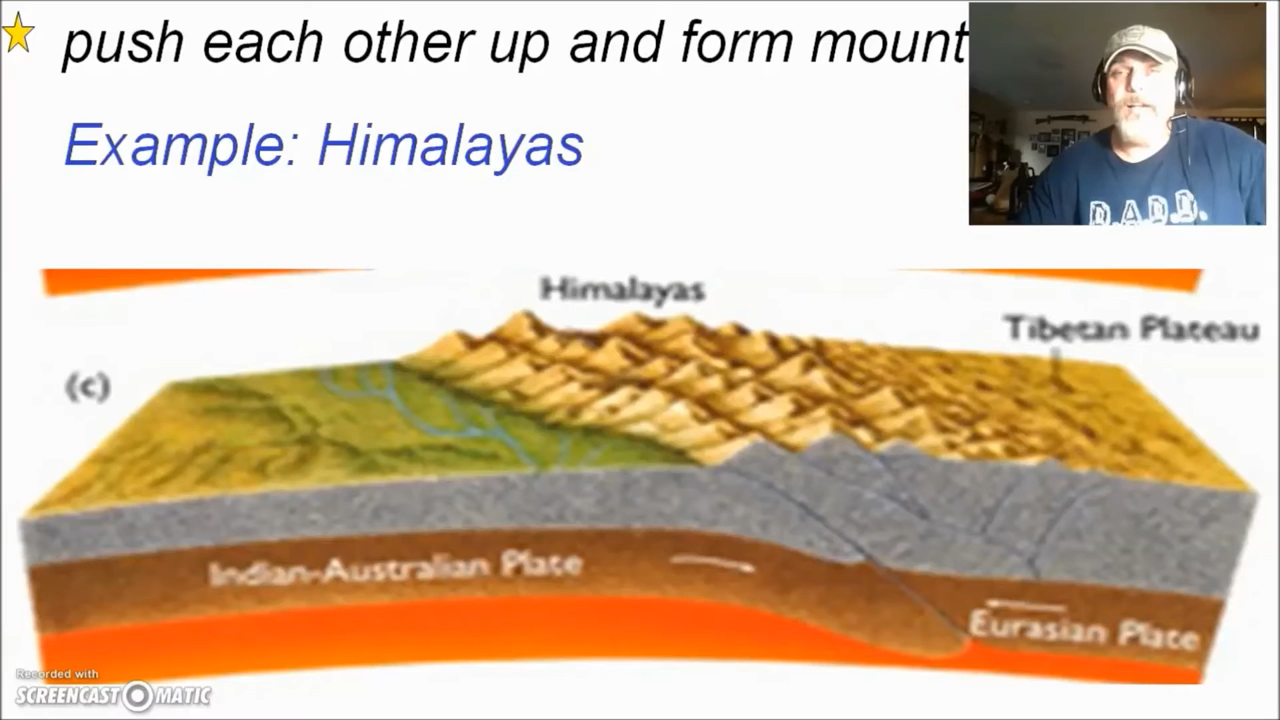 push each other up and form mount
Example: Himalayas
D.A.D.D.
Himalayas
Tibetan Plateau
(c)
Indian-Australian Plate
Eurasian Plate
Recorded with
SCREENCAST MATIC